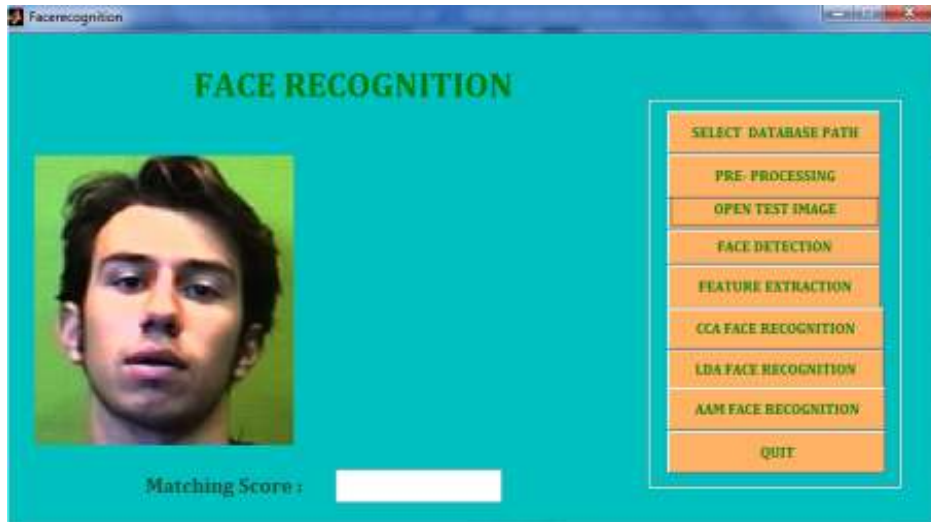 Facerecognition
FACE RECOGNITION
SELECT DATABASE PATH
PRE- PROCESSING
OPEN TEST IMAGE
FACE DETECTION
FEATURE EXTRACTION
CCA FACE RECOGNITION
LDA FACE RECOGNITION
AAM FACE RECOGNITION
QUIT
Matching Score :